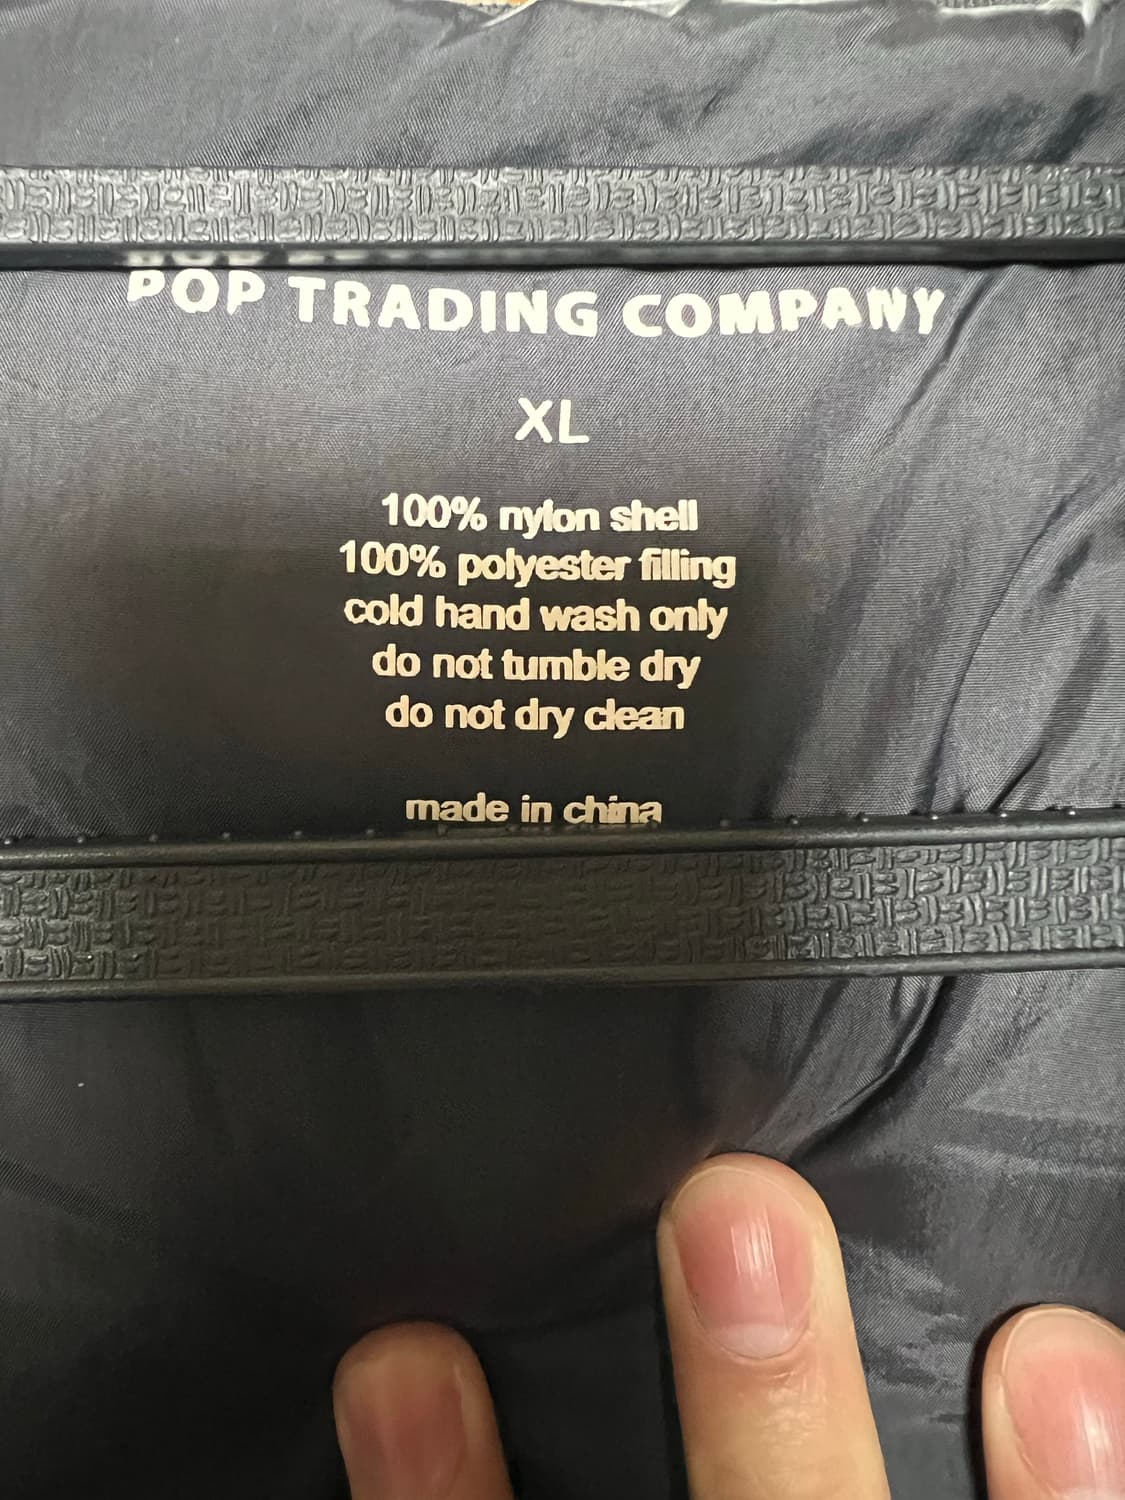 POP TRADING COMPANY
XL
100% nylon shell
100% polyester filling
cold hand wash only
do not tumble dry
do not dry clean
made in china